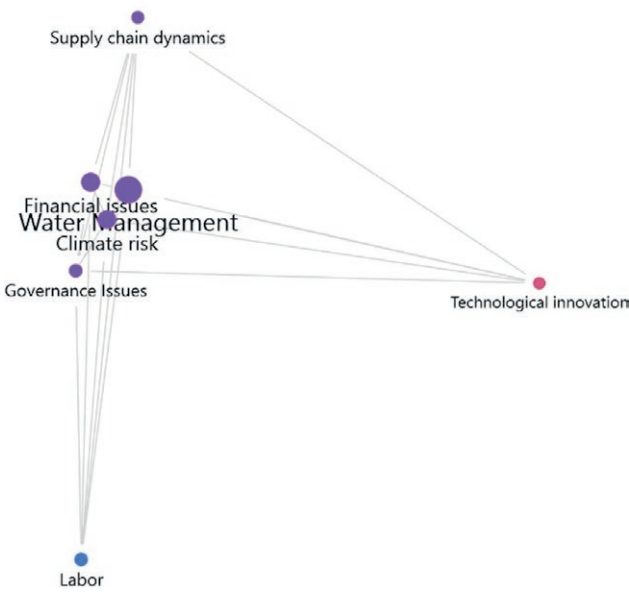 Supply chain dynamics
Financial issues
Water Management
Climate risk
Governance Issues
Technological innovation
Labor